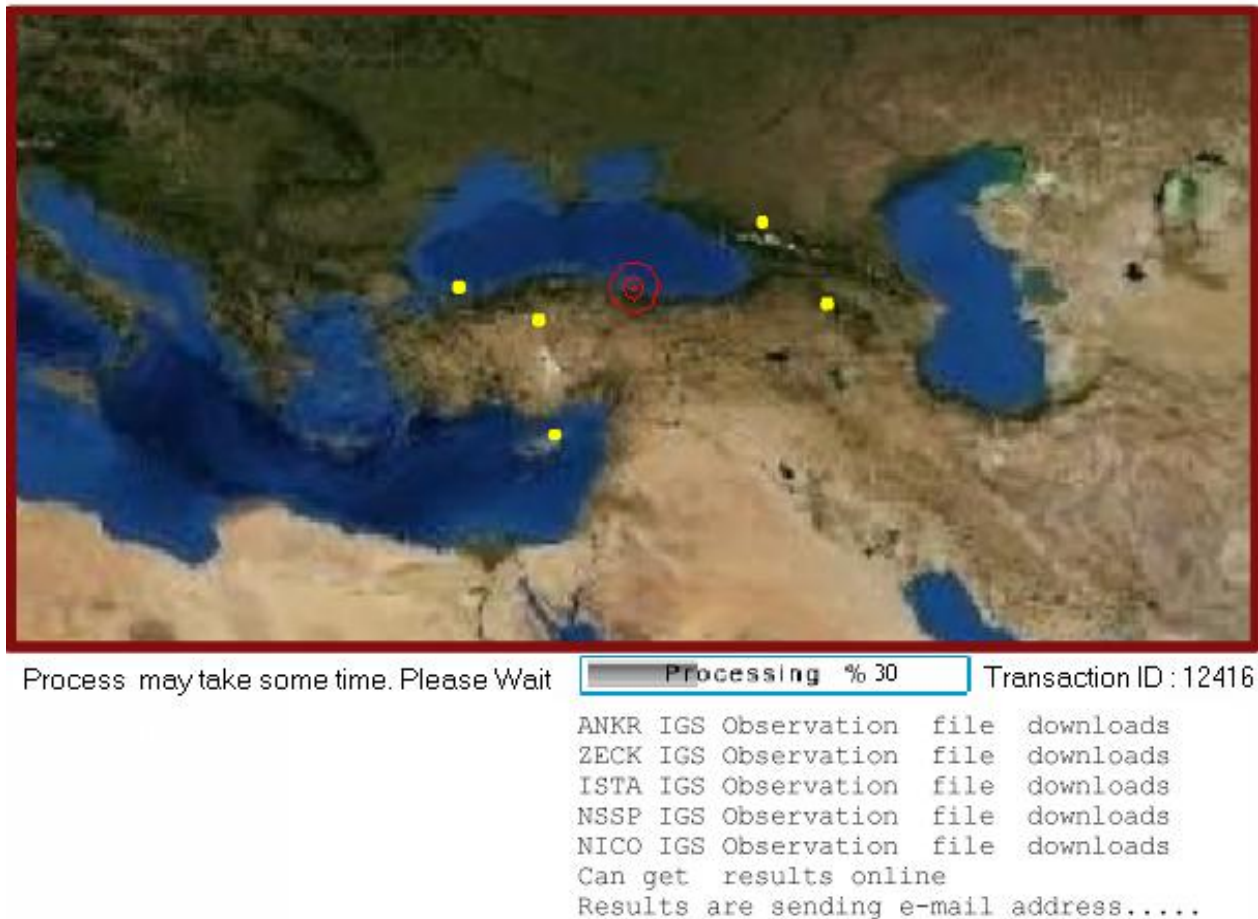 Process may take some time. Please Wait
Processing % 30
Transaction ID : 12416
ANKR IGS Observation file downloads
ZECK IGS Observation file downloads
ISTA IGS Observation file downloads
NSSP IGS Observation file downloads
NICO IGS Observation file downloads
Can get results online
Results are sending e-mail address.....